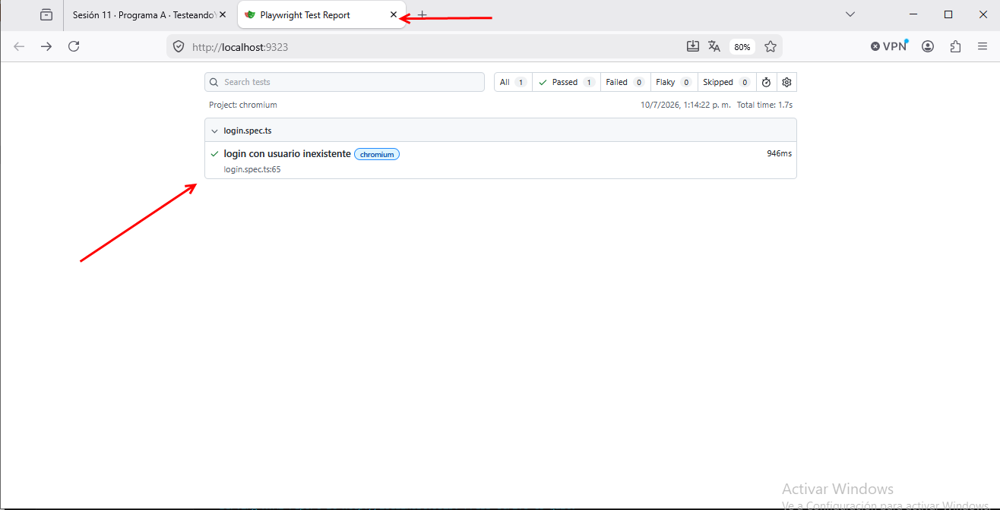 Sesión 11 · Programa A · Testeando
Playwright Test Report
http://localhost:9323
80%
VPN
Search tests
All 1
Passed 1
Failed 0
Flaky 0
Skipped 0
Project: chromium
10/7/2026, 1:14:22 p. m. Total time: 1.7s
login.spec.ts
login con usuario inexistente chromium
946ms
login.spec.ts:65
Activar Windows
Ve a Configuración para activar Windows.